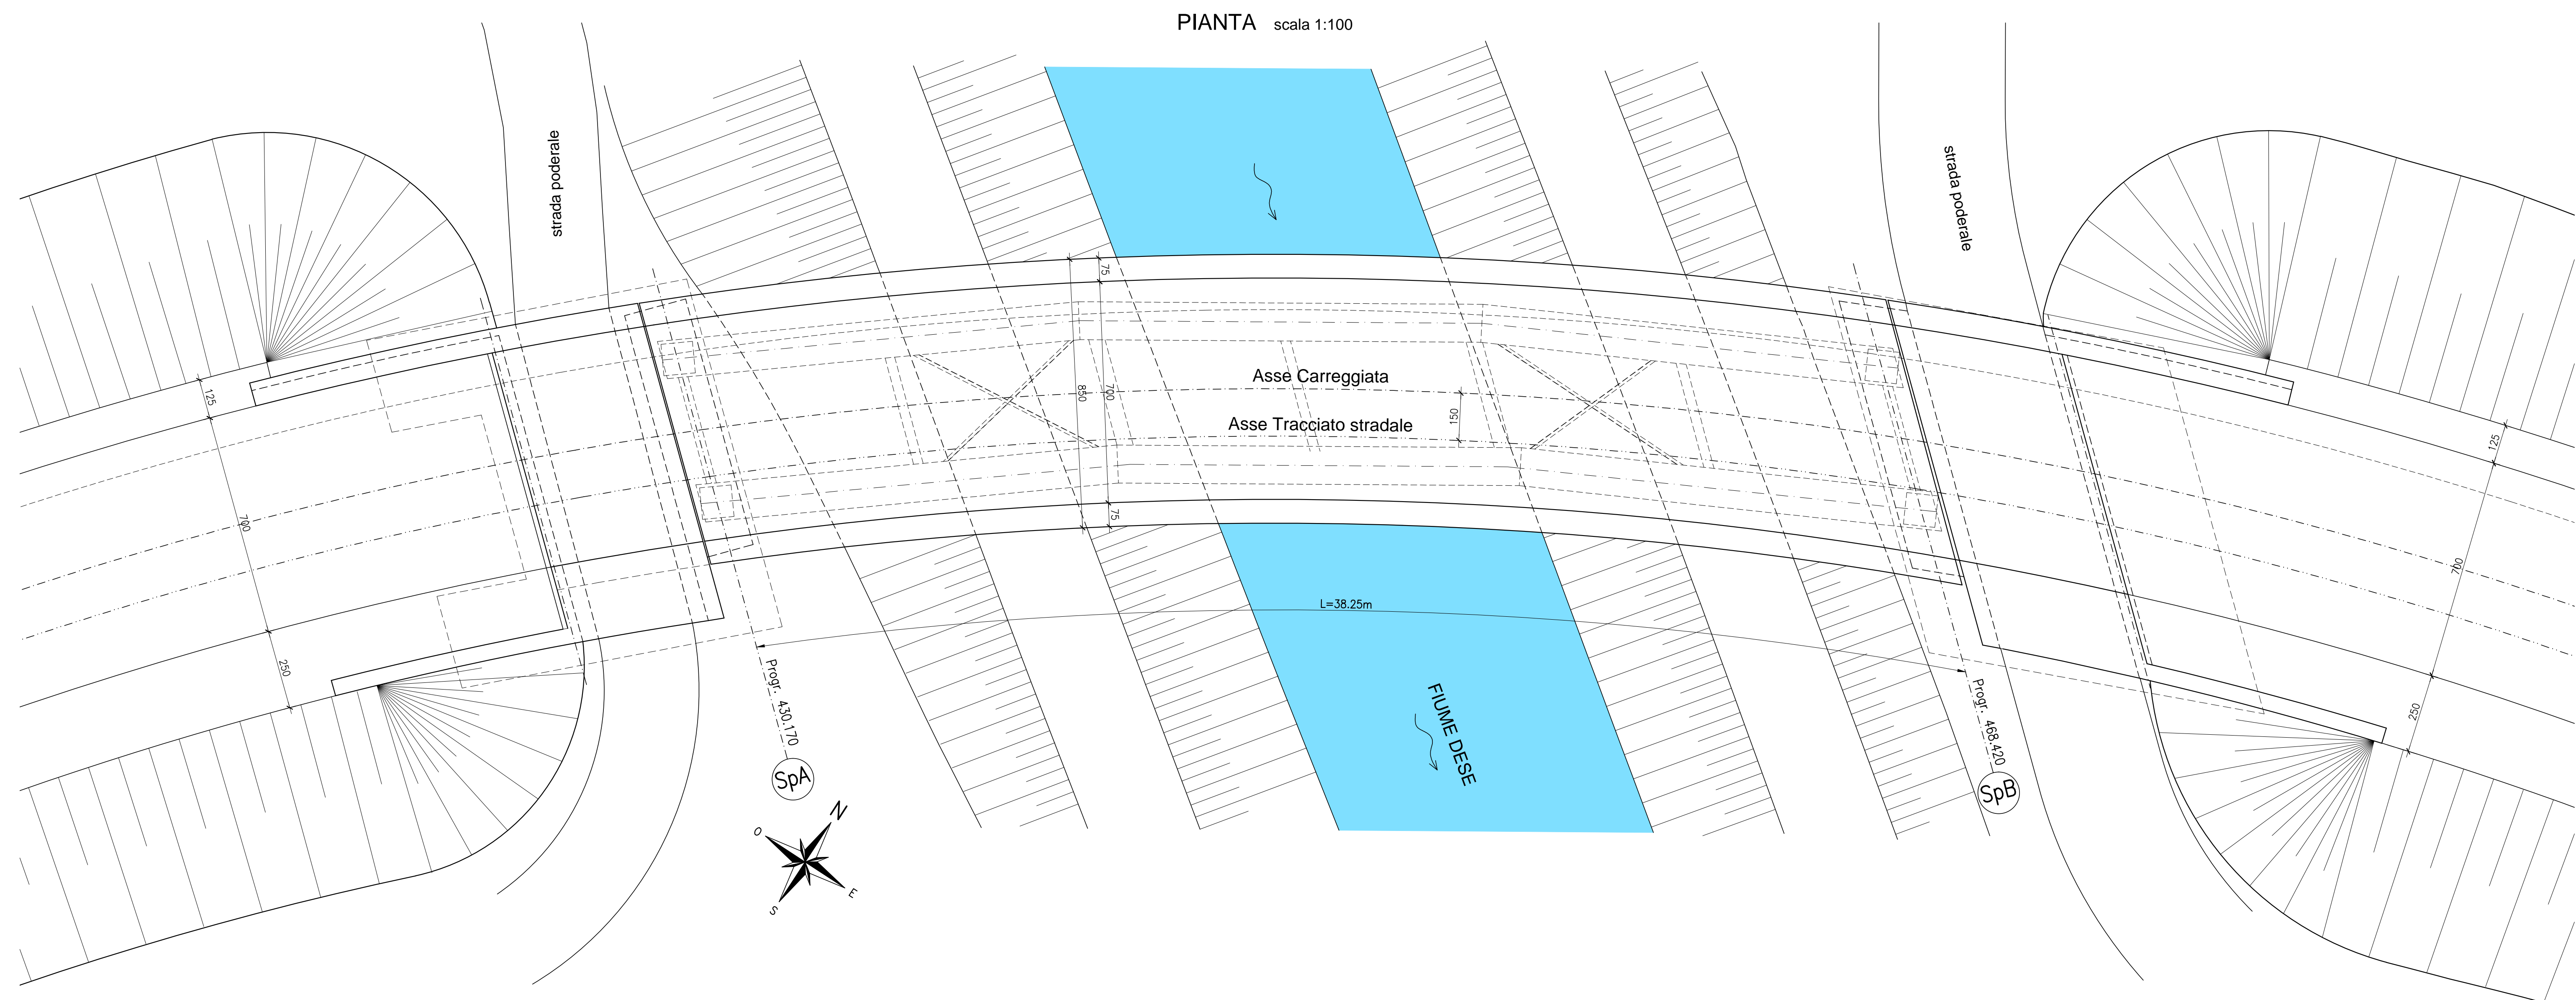 PIANTA scala 1:100
strada poderale
strada poderale
75
125
850
700
Asse Carreggiata
150
Asse Tracciato stradale
125
700
75
700
250
250
L=38.25m
Progr. 430.170
SpA
FIUME DESE
Progr. 468.420
SpB
N
O
E
S